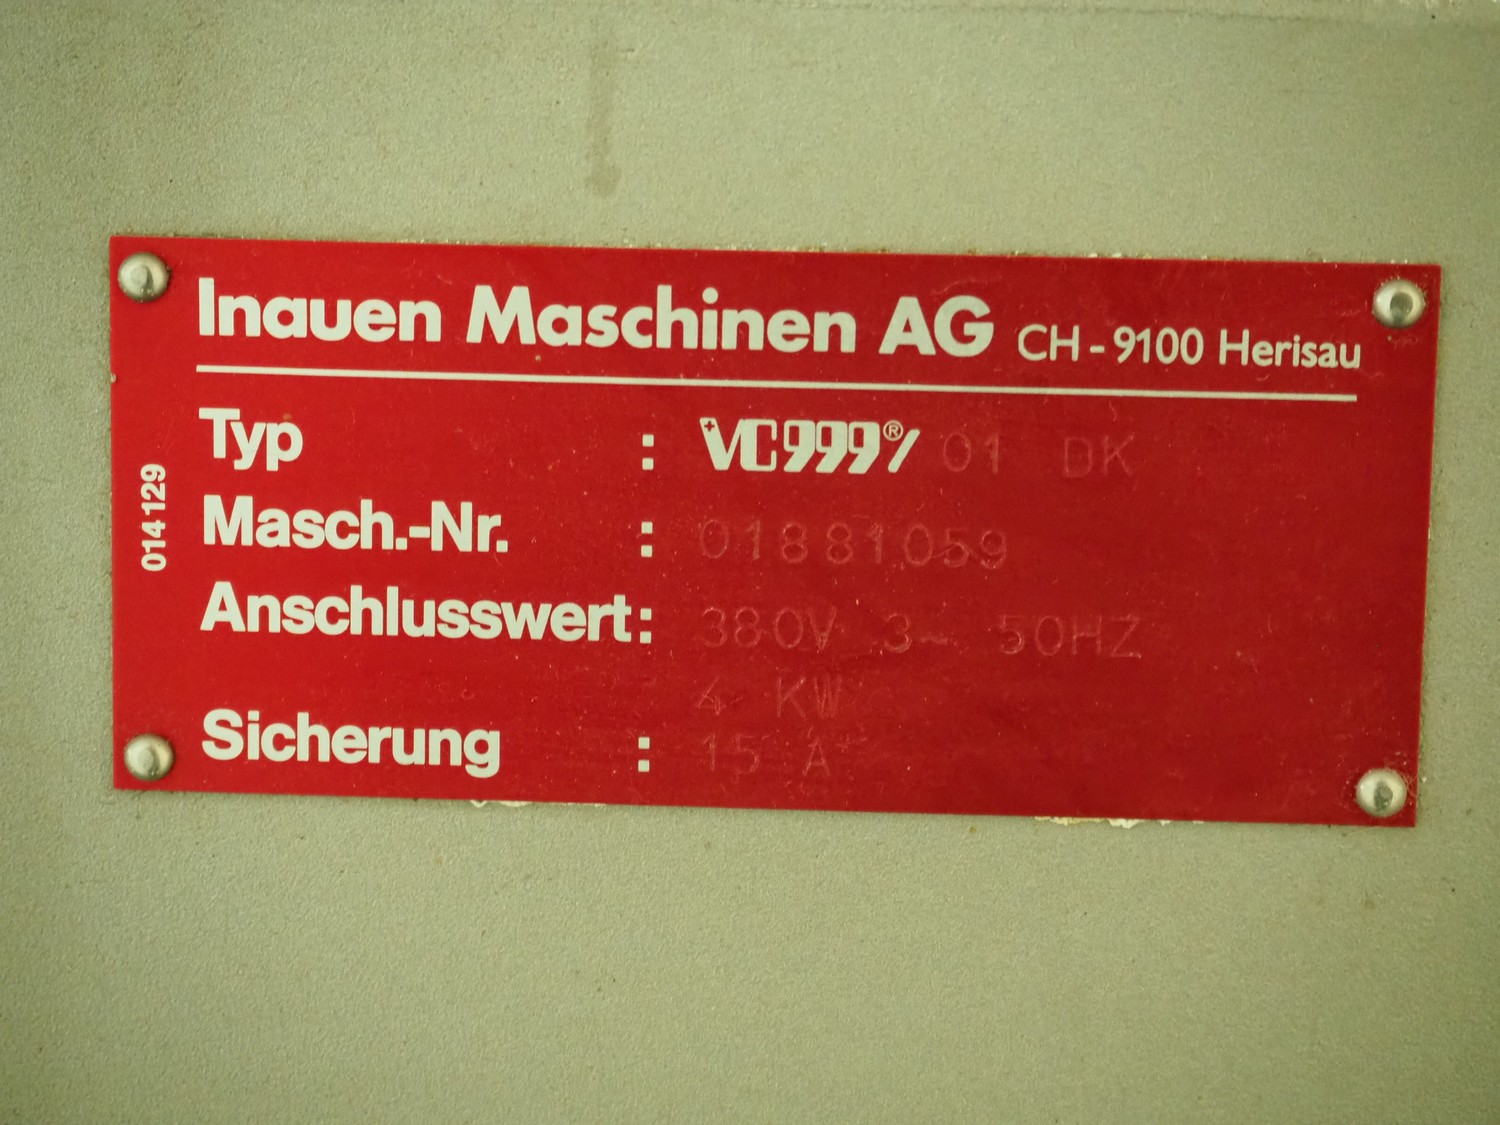 Inauen Maschinen AG CH-9100 Herisau
Typ : VC999®/ 01 DK
Masch.-Nr. : 01881059
Anschlusswert: 380V 3~ 50HZ
4 KW
Sicherung : 15 A
014129